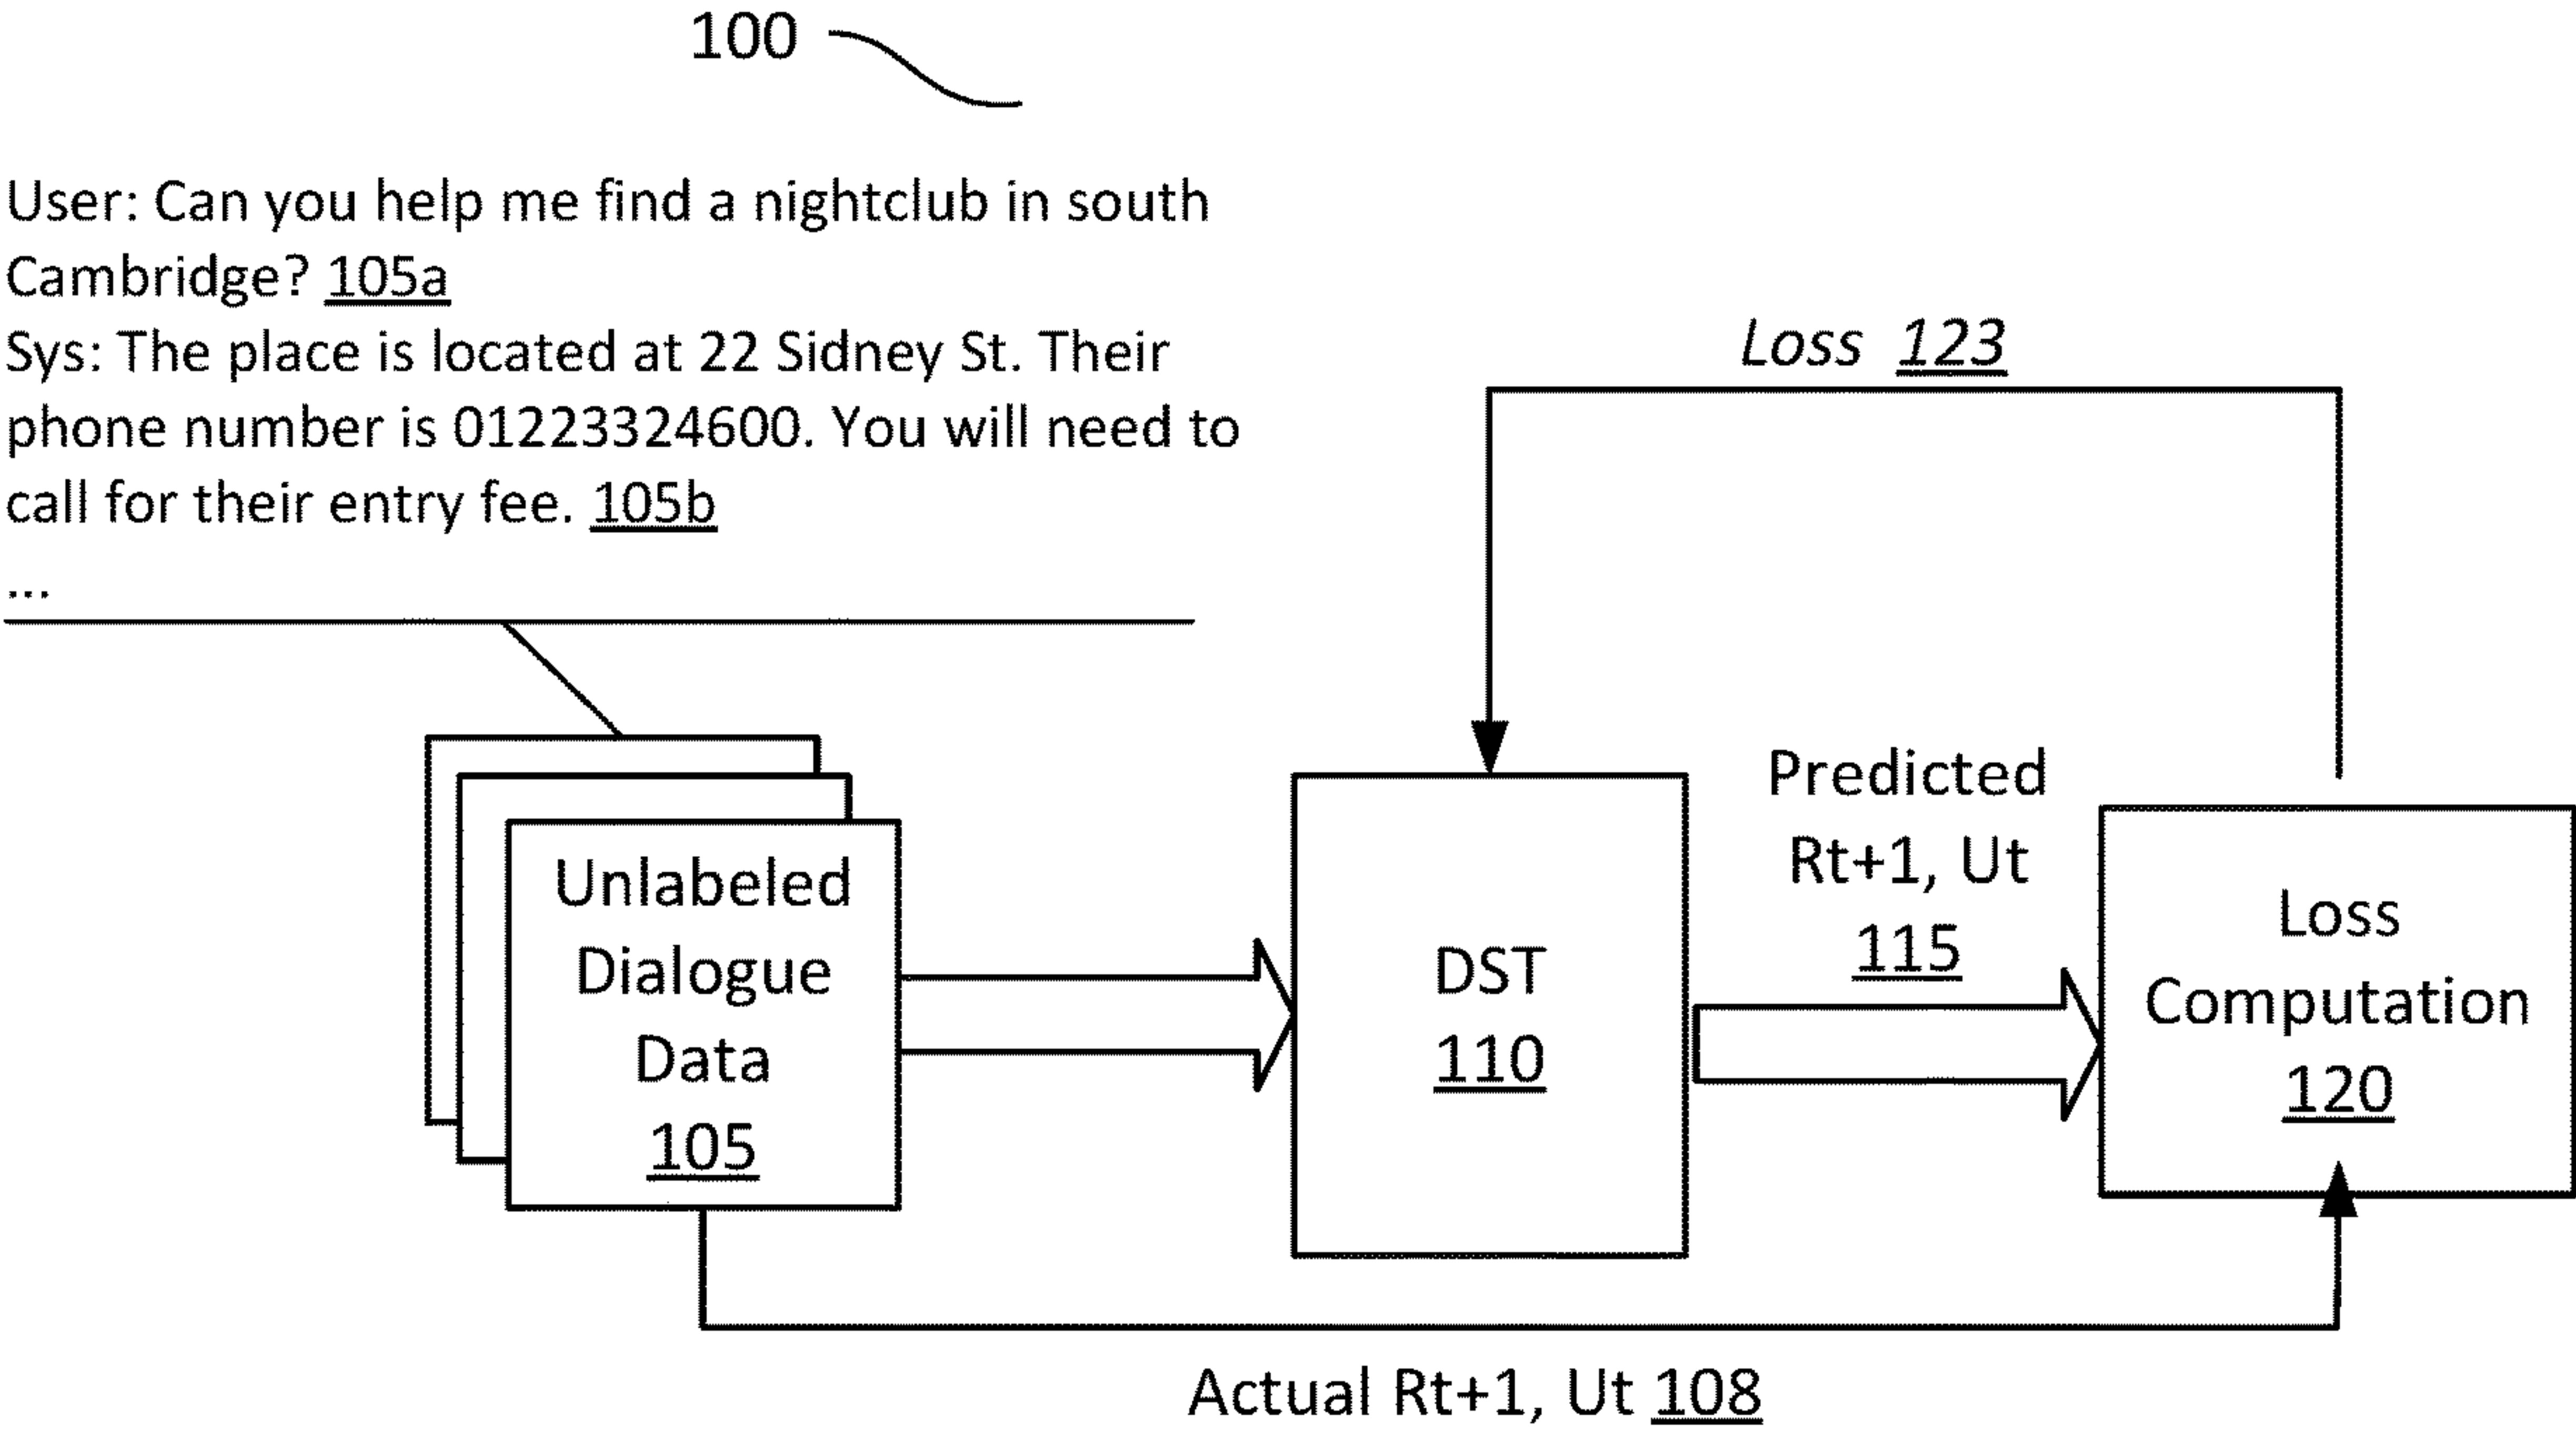 100
User: Can you help me find a nightclub in south
Cambridge? 105a
Sys: The place is located at 22 Sidney St. Their
phone number is 01223324600. You will need to
call for their entry fee. 105b
...
Loss 123
Unlabeled
Dialogue
Data
105
DST
110
Predicted
Rt+1, Ut
115
Loss
Computation
120
Actual Rt+1, Ut 108